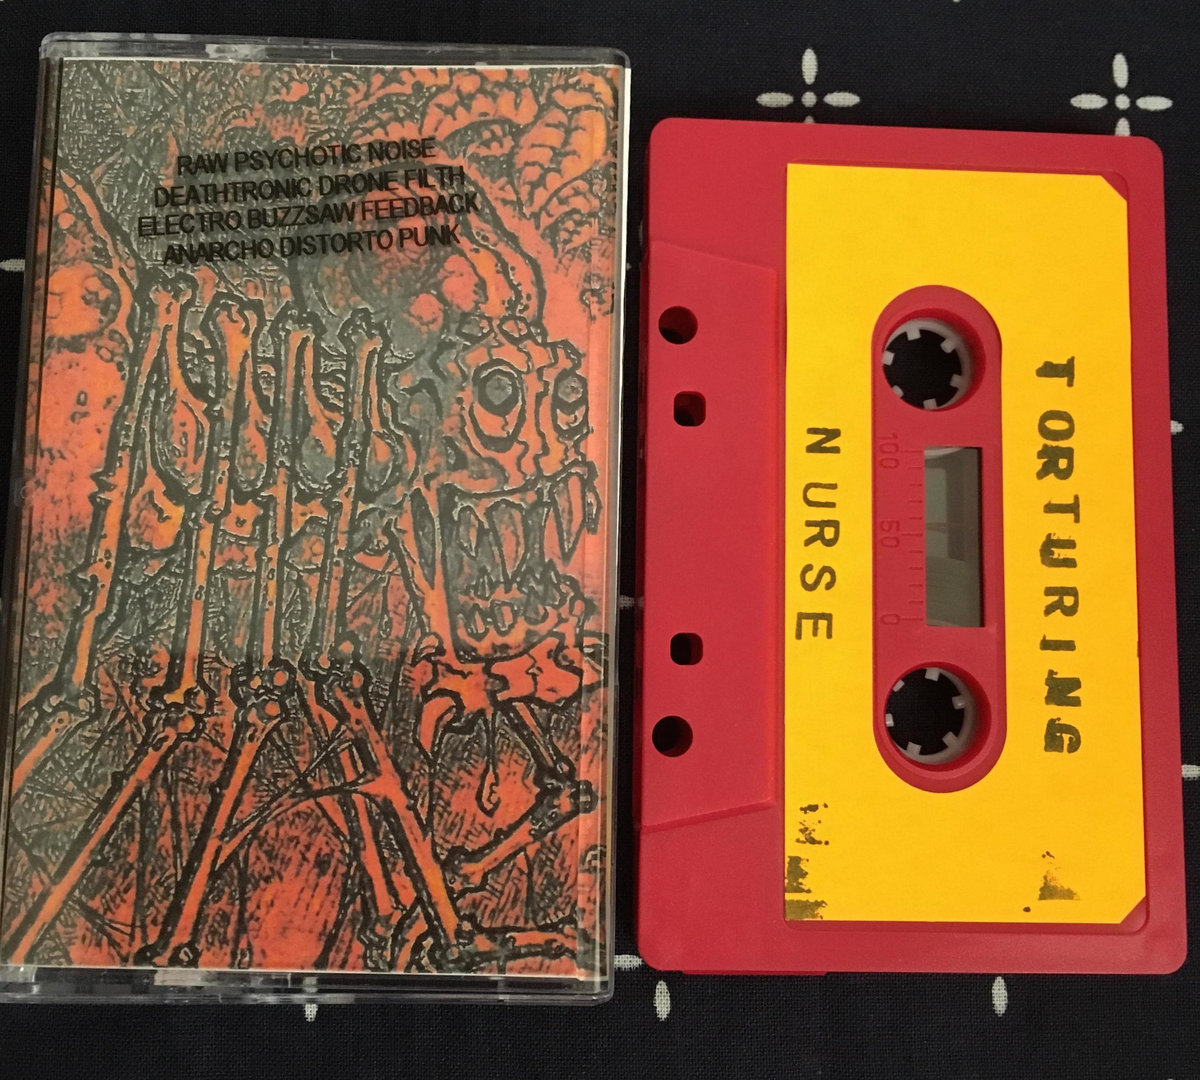 RAW PSYCHOTIC NOISE
DEATHTRONIC DRONE FILTH
ELECTRO BUZZSAW FEEDBACK
ANARCHO DISTORTO PUNK
TORTURING
NURSE
100 50 0